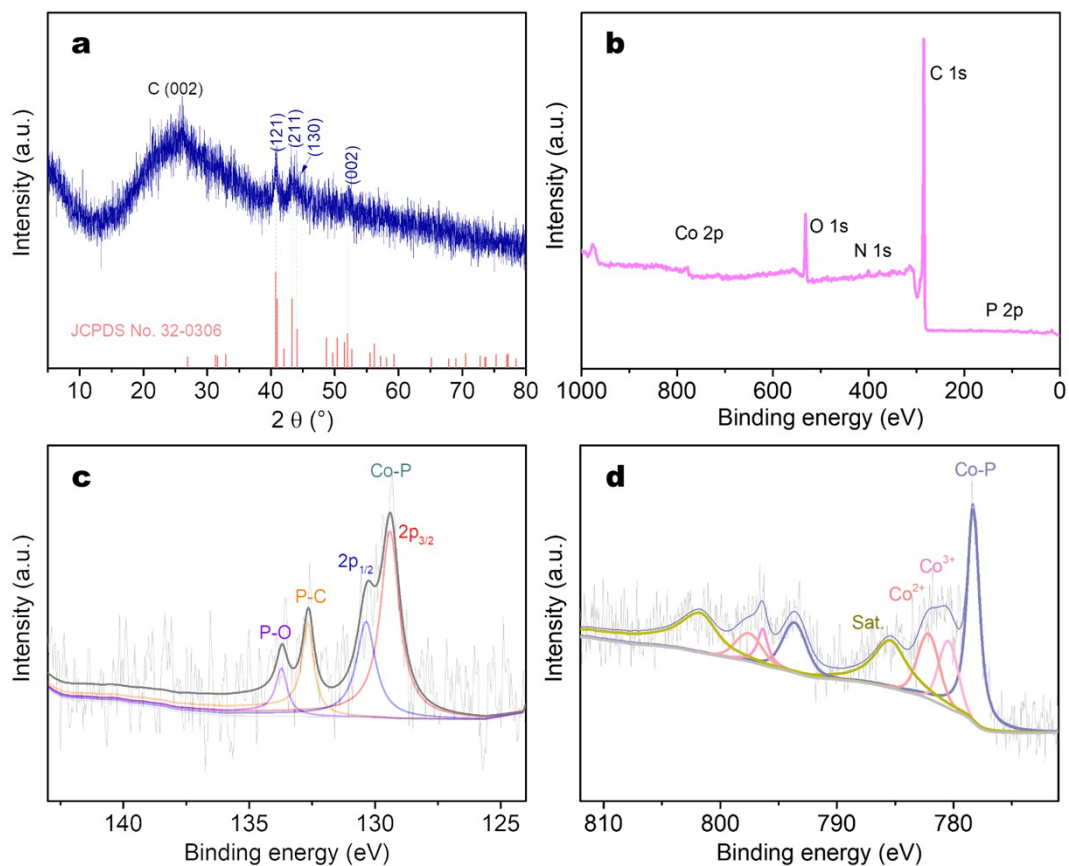 a
C (002)
(121)
(211)
(130)
(002)
JCPDS No. 32-0306
Intensity (a.u.)
5 10 20 30 40 50 60 70 80
2 θ (°)
b
C 1s
O 1s
Co 2p
N 1s
P 2p
Intensity (a.u.)
1000 800 600 400 200 0
Binding energy (eV)
c
Co-P
2p3/2
2p1/2
P-C
P-O
Intensity (a.u.)
140 135 130 125
Binding energy (eV)
d
Co-P
Co3+
Co2+
Sat.
Intensity (a.u.)
810 800 790 780
Binding energy (eV)